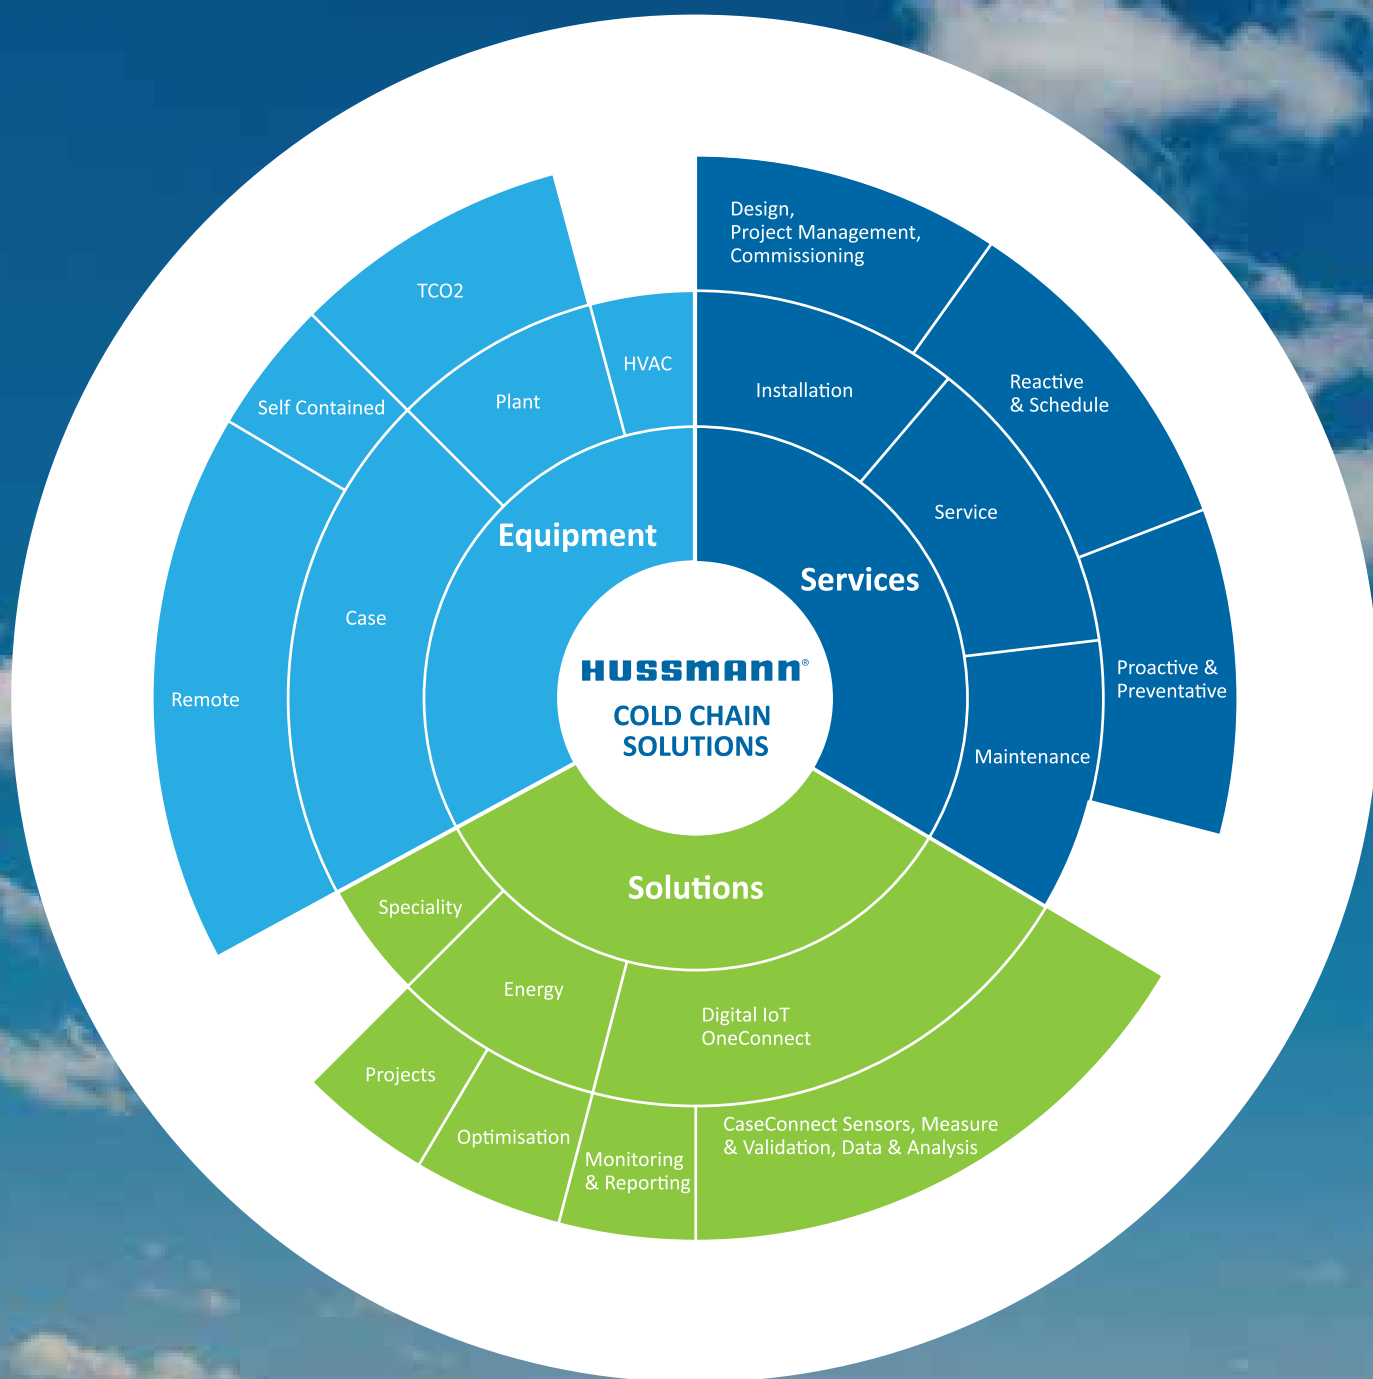 HUSSMANN®
COLD CHAIN
SOLUTIONS
Equipment
HVAC
Plant
TCO2
Case
Self Contained
Remote
Services
Installation
Design,
Project Management,
Commissioning
Service
Reactive
& Schedule
Maintenance
Proactive &
Preventative
Solutions
Speciality
Energy
Projects
Optimisation
Digital IoT
OneConnect
Monitoring
& Reporting
CaseConnect Sensors, Measure
& Validation, Data & Analysis